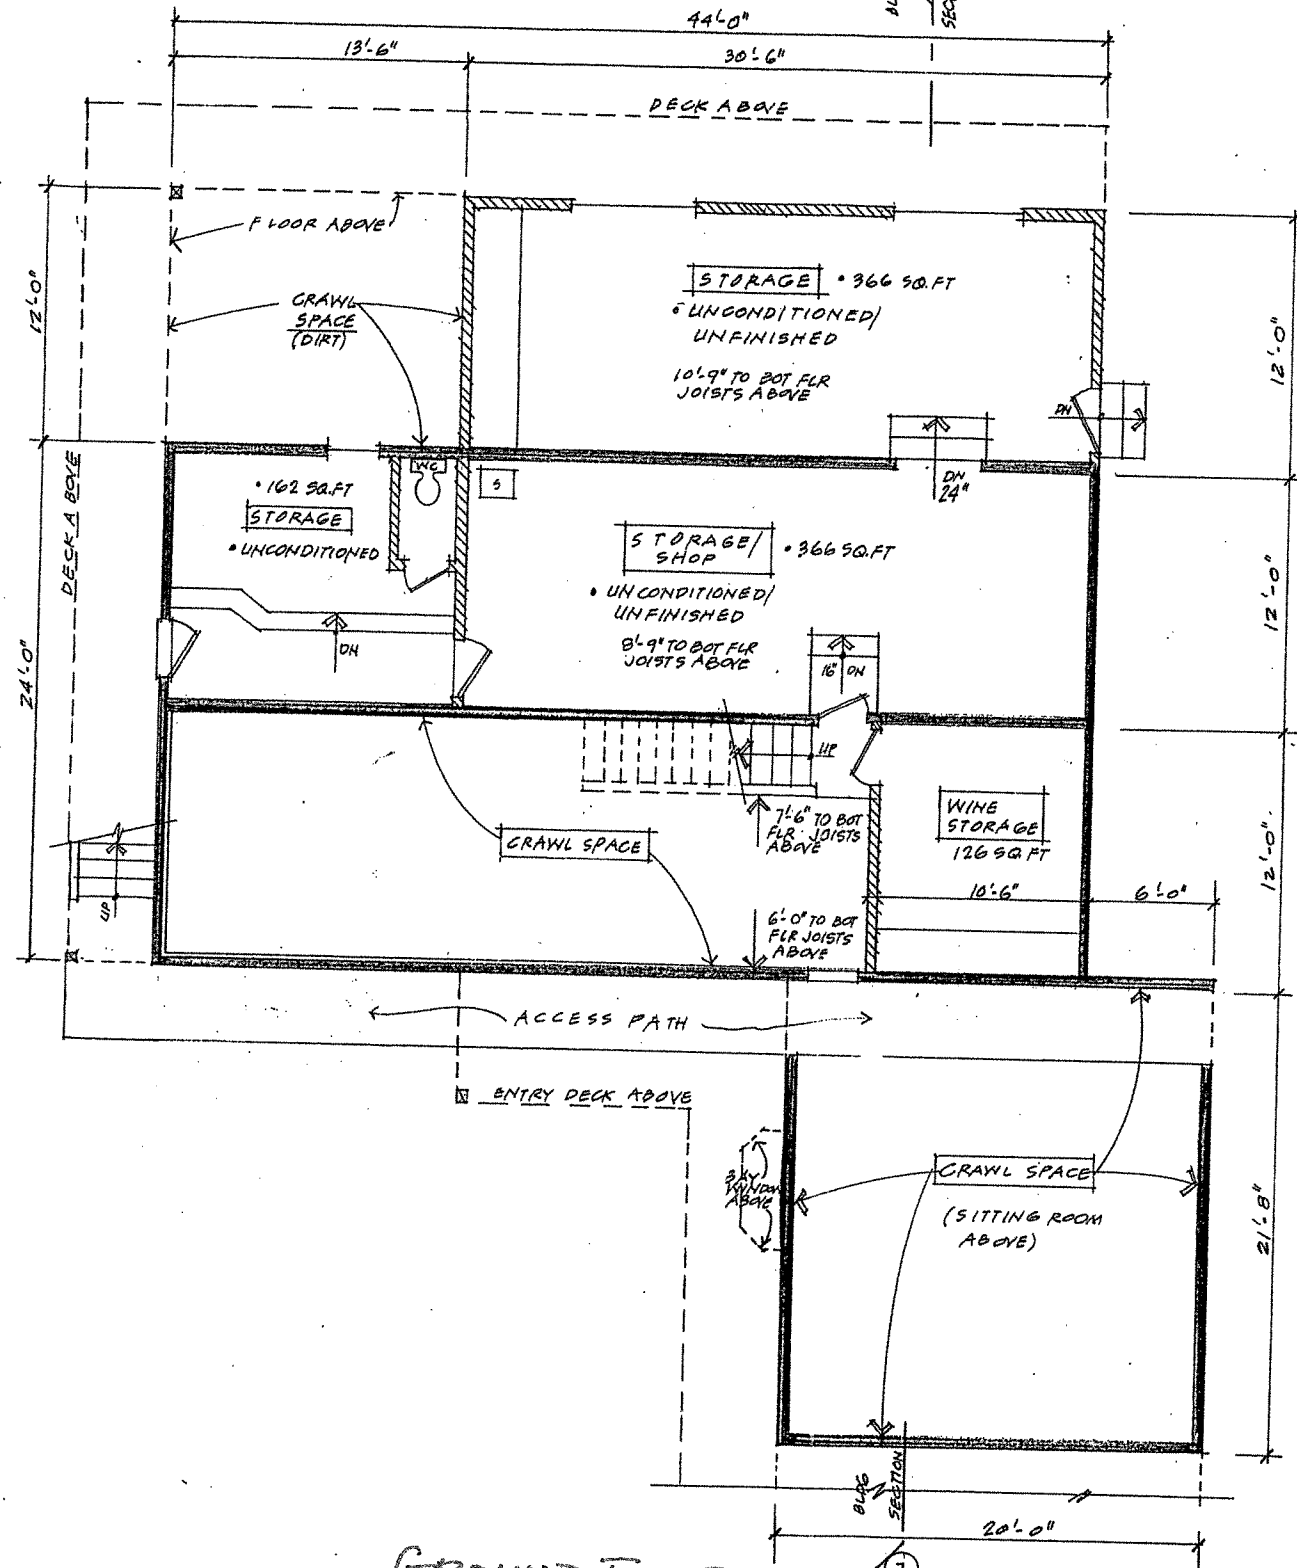 44'-0"
SEC
13'-6"
30'-6"
DECK ABOVE
FLOOR ABOVE
CRAWL
SPACE
(DIRT)
STORAGE • 366 SQ.FT
• UNCONDITIONED/
UNFINISHED
10'-9" TO BOT FLR
JOISTS ABOVE
12'-0"
12'-0"
DN
DN
24"
WC
S
• 162 SQ.FT
STORAGE
• UNCONDITIONED
DECK ABOVE
STORAGE/
SHOP
• 366 SQ.FT
• UNCONDITIONED/
UNFINISHED
8'-9" TO BOT FLR
JOISTS ABOVE
12'-0"
DN
16" DN
24'-0"
UP
CRAWL SPACE
7'-6" TO BOT
FLR JOISTS
ABOVE
WINE
STORAGE
126 SQ.FT
12'-0"
10'-6"
6'-0"
UP
6'-0" TO BOT
FLR JOISTS
ABOVE
ACCESS PATH
ENTRY DECK ABOVE
BAY
WINDOW
ABOVE
CRAWL SPACE
(SITTING ROOM
ABOVE)
21'-8"
BLDG
SECTION
20'-0"
1